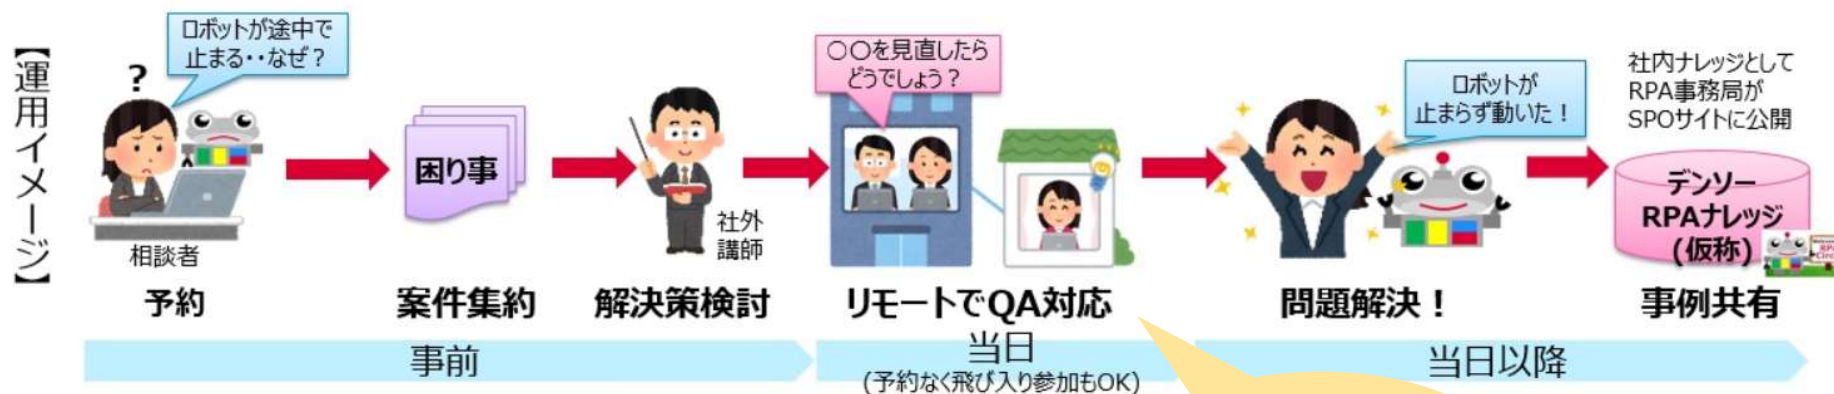 【運用イメージ】
ロボットが途中で
止まる・・なぜ？
?
相談者
予約
困り事
案件集約
社外
講師
解決策検討
〇〇を見直したら
どうでしょう？
リモートでQA対応
ロボットが
止まらず動いた！
問題解決！
社内ナレッジとして
RPA事務局が
SPOサイトに公開
デンソー
RPAナレッジ
(仮称)
事例共有
事前
当日
(予約なく飛び入り参加もOK)
当日以降